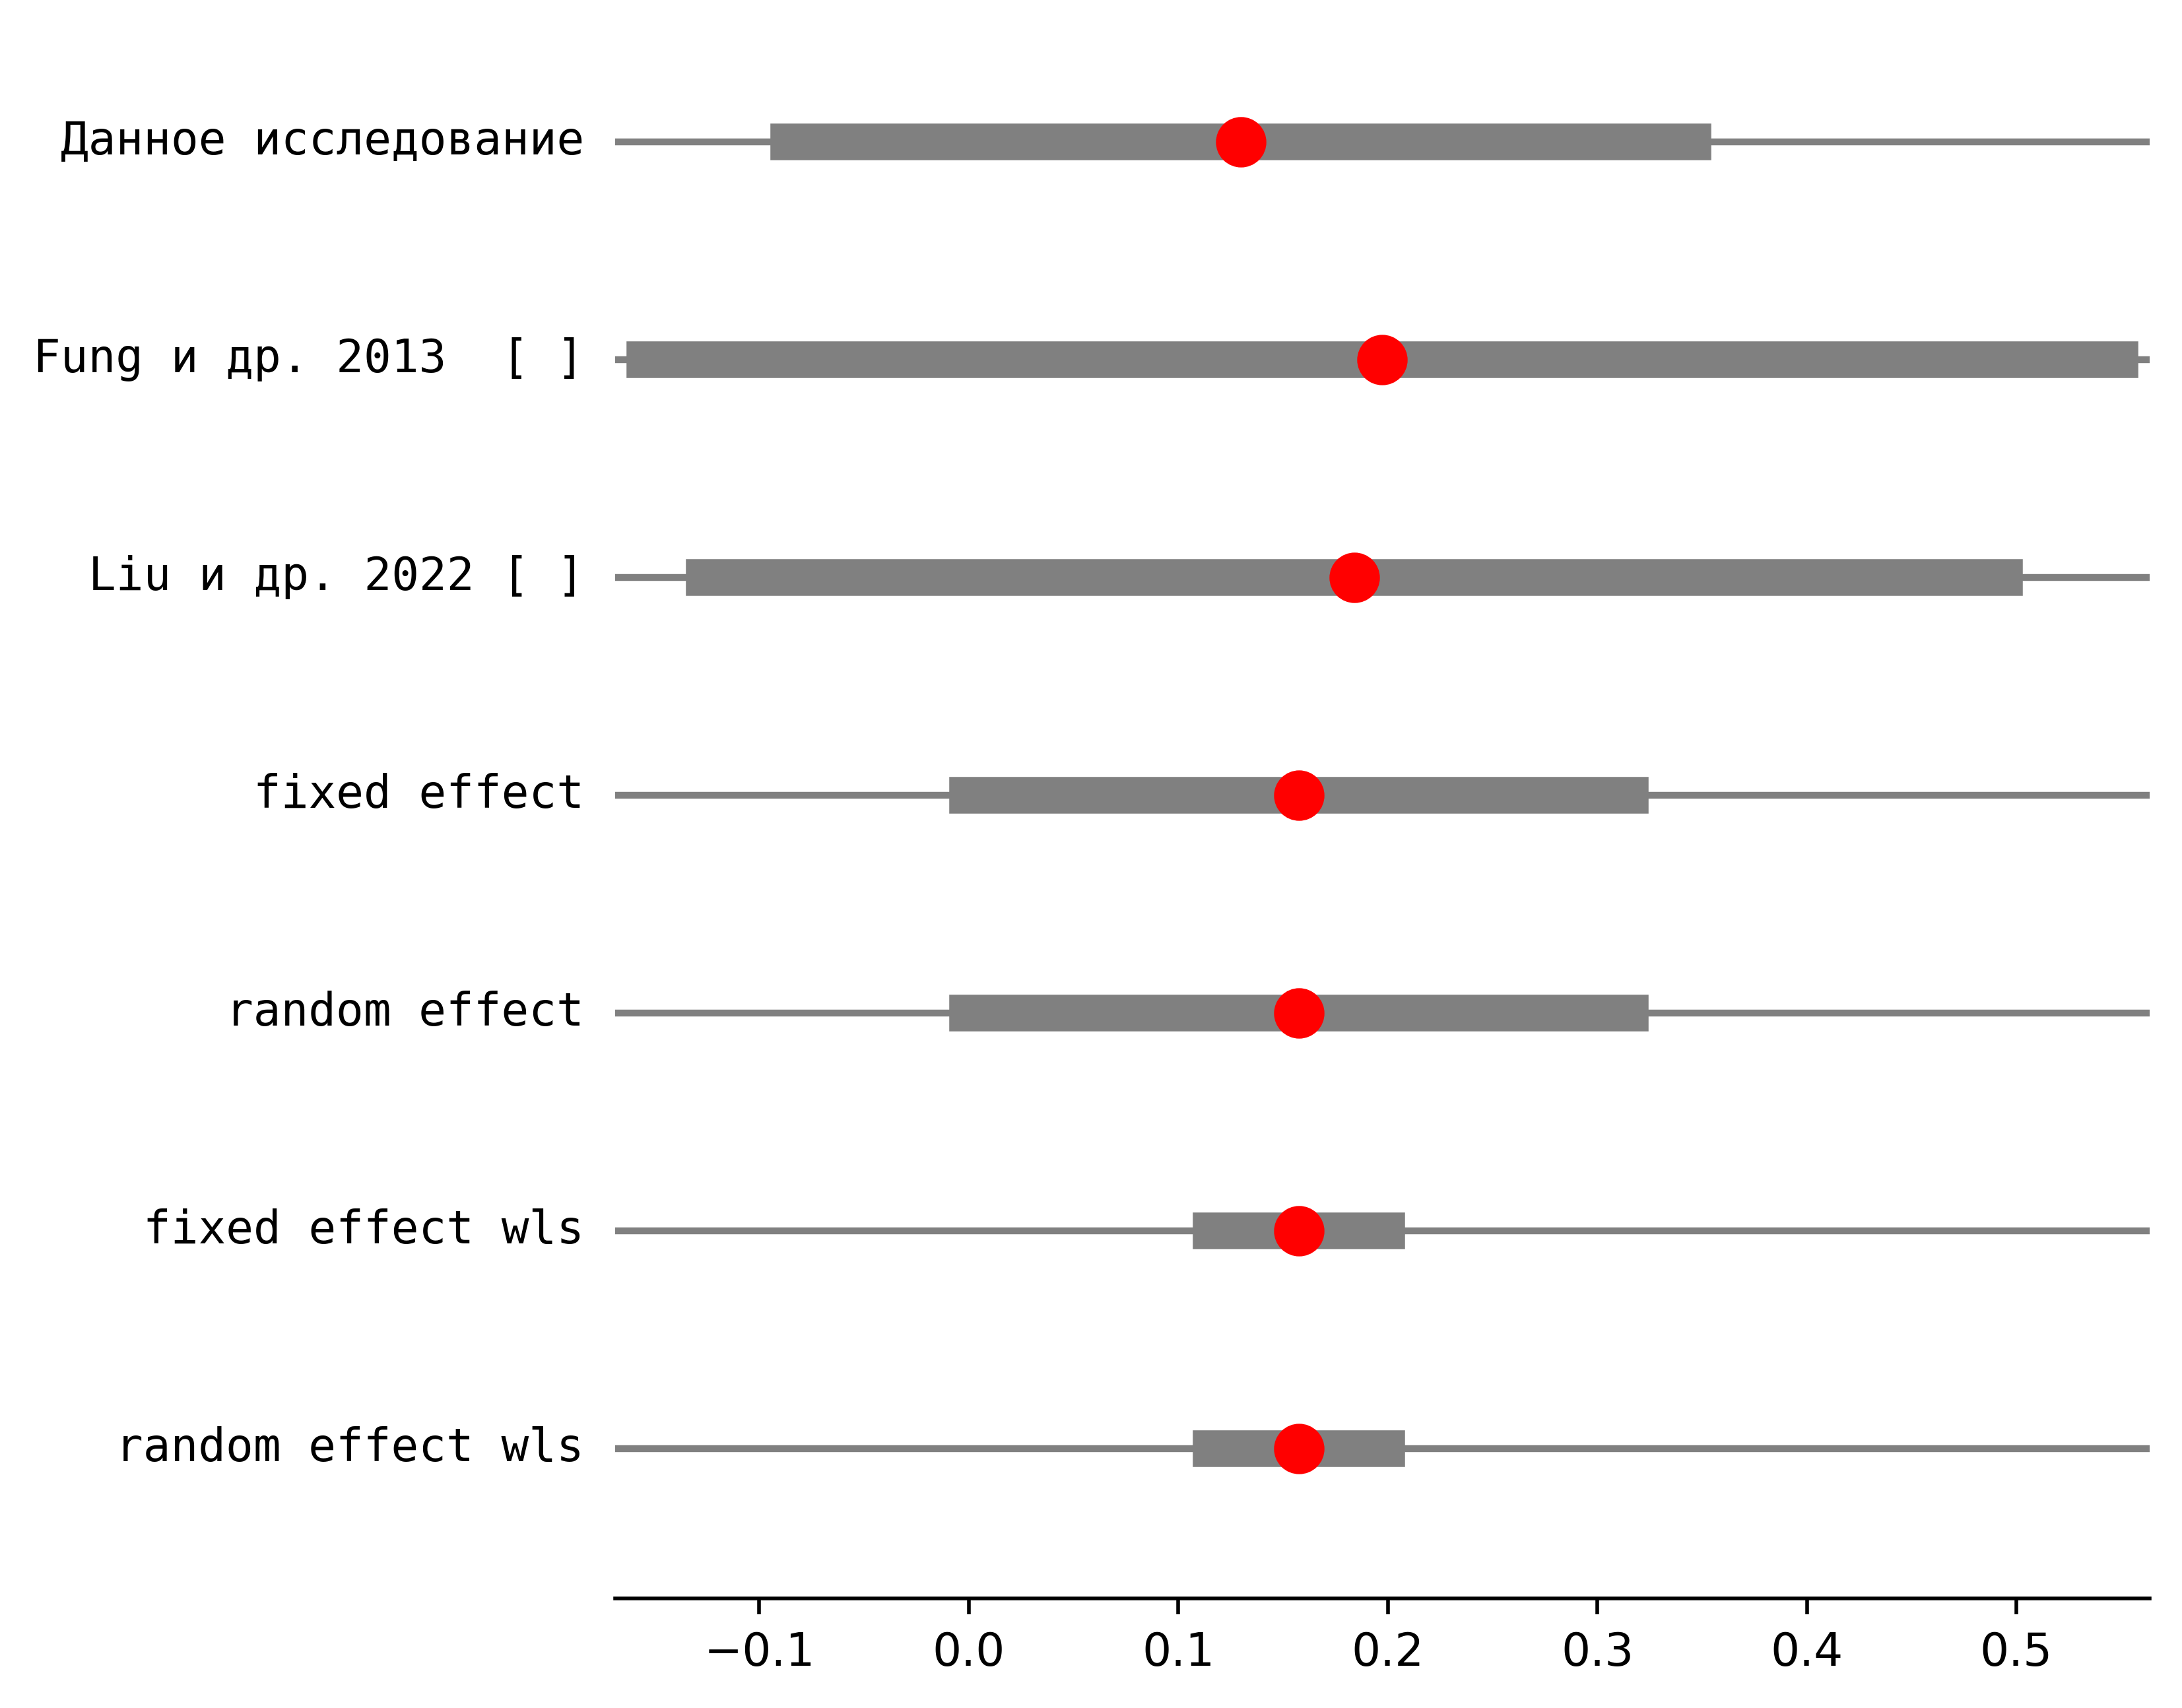 Данное исследование
Fung и др. 2013  [ ]
Liu и др. 2022 [ ]
fixed effect
random effect
fixed effect wls
random effect wls
−0.1 0.0 0.1 0.2 0.3 0.4 0.5